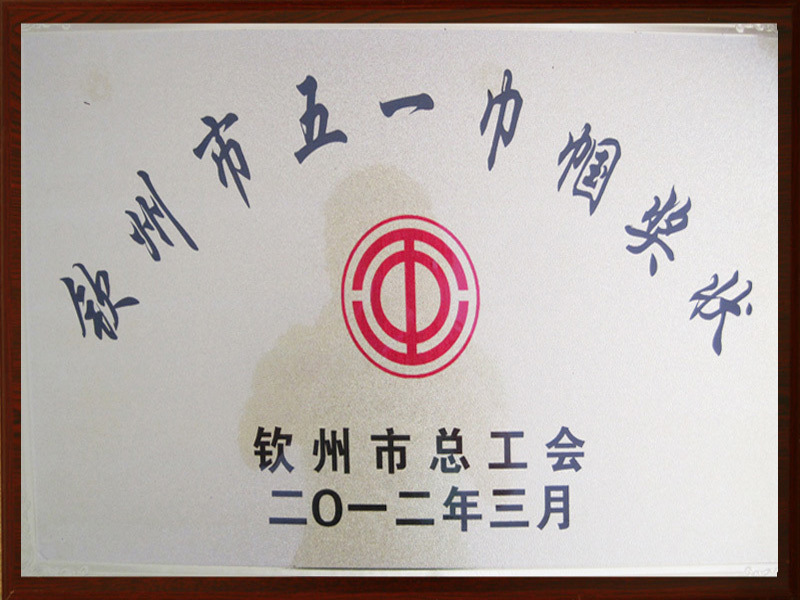 钦州市五一巾帼奖状
钦州市总工会
二〇一二年三月